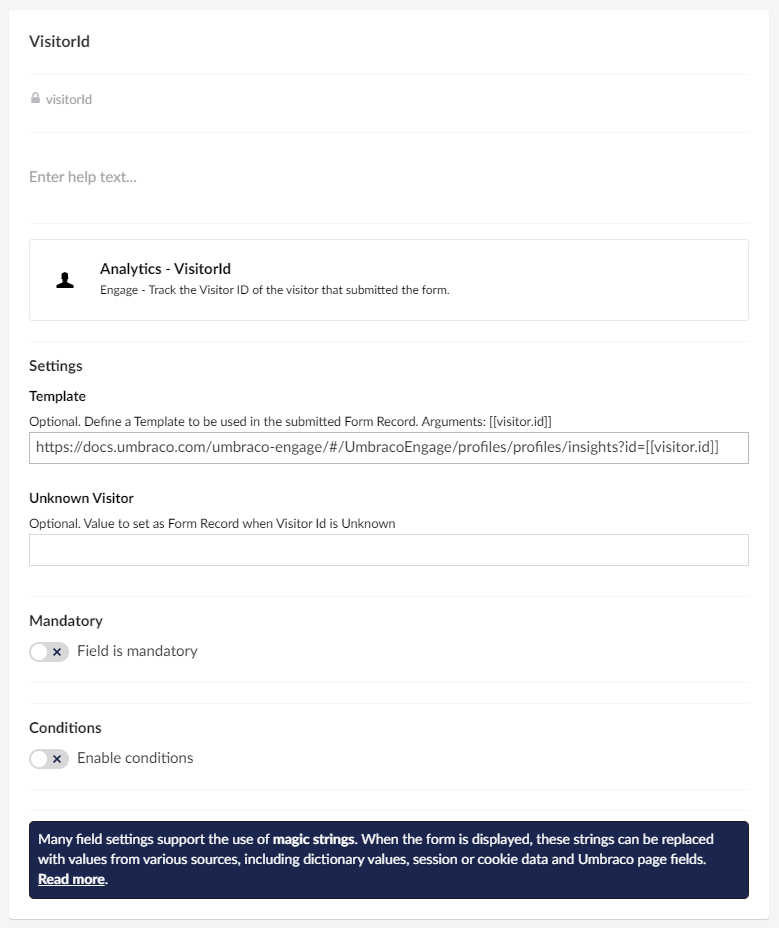 VisitorId
visitorId
Enter help text...
Analytics - VisitorId
Engage - Track the Visitor ID of the visitor that submitted the form.
Settings
Template
Optional. Define a Template to be used in the submitted Form Record. Arguments: [[visitor.id]]
https://docs.umbraco.com/umbraco-engage/#/UmbracoEngage/profiles/profiles/insights?id=[[visitor.id]]
Unknown Visitor
Optional. Value to set as Form Record when Visitor Id is Unknown
Mandatory
Field is mandatory
Conditions
Enable conditions
Many field settings support the use of magic strings. When the form is displayed, these strings can be replaced
with values from various sources, including dictionary values, session or cookie data and Umbraco page fields.
Read more.